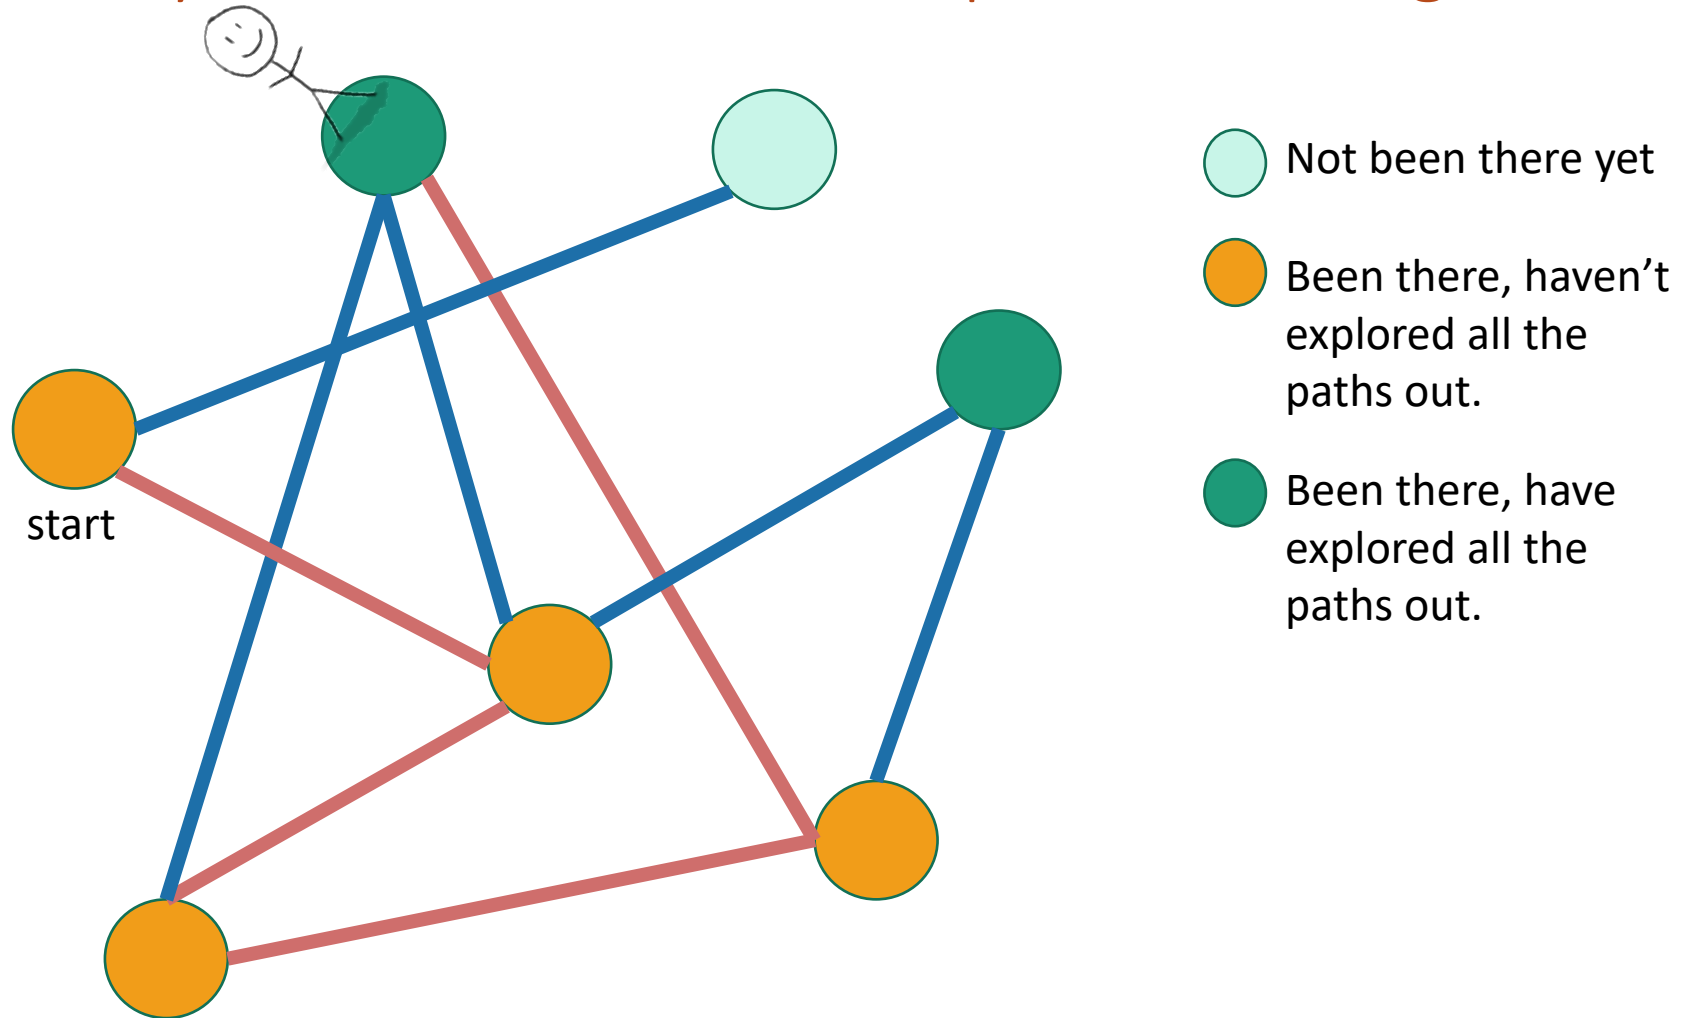 Not been there yet
Been there, haven’t
explored all the
paths out.
start
Been there, have
explored all the
paths out.